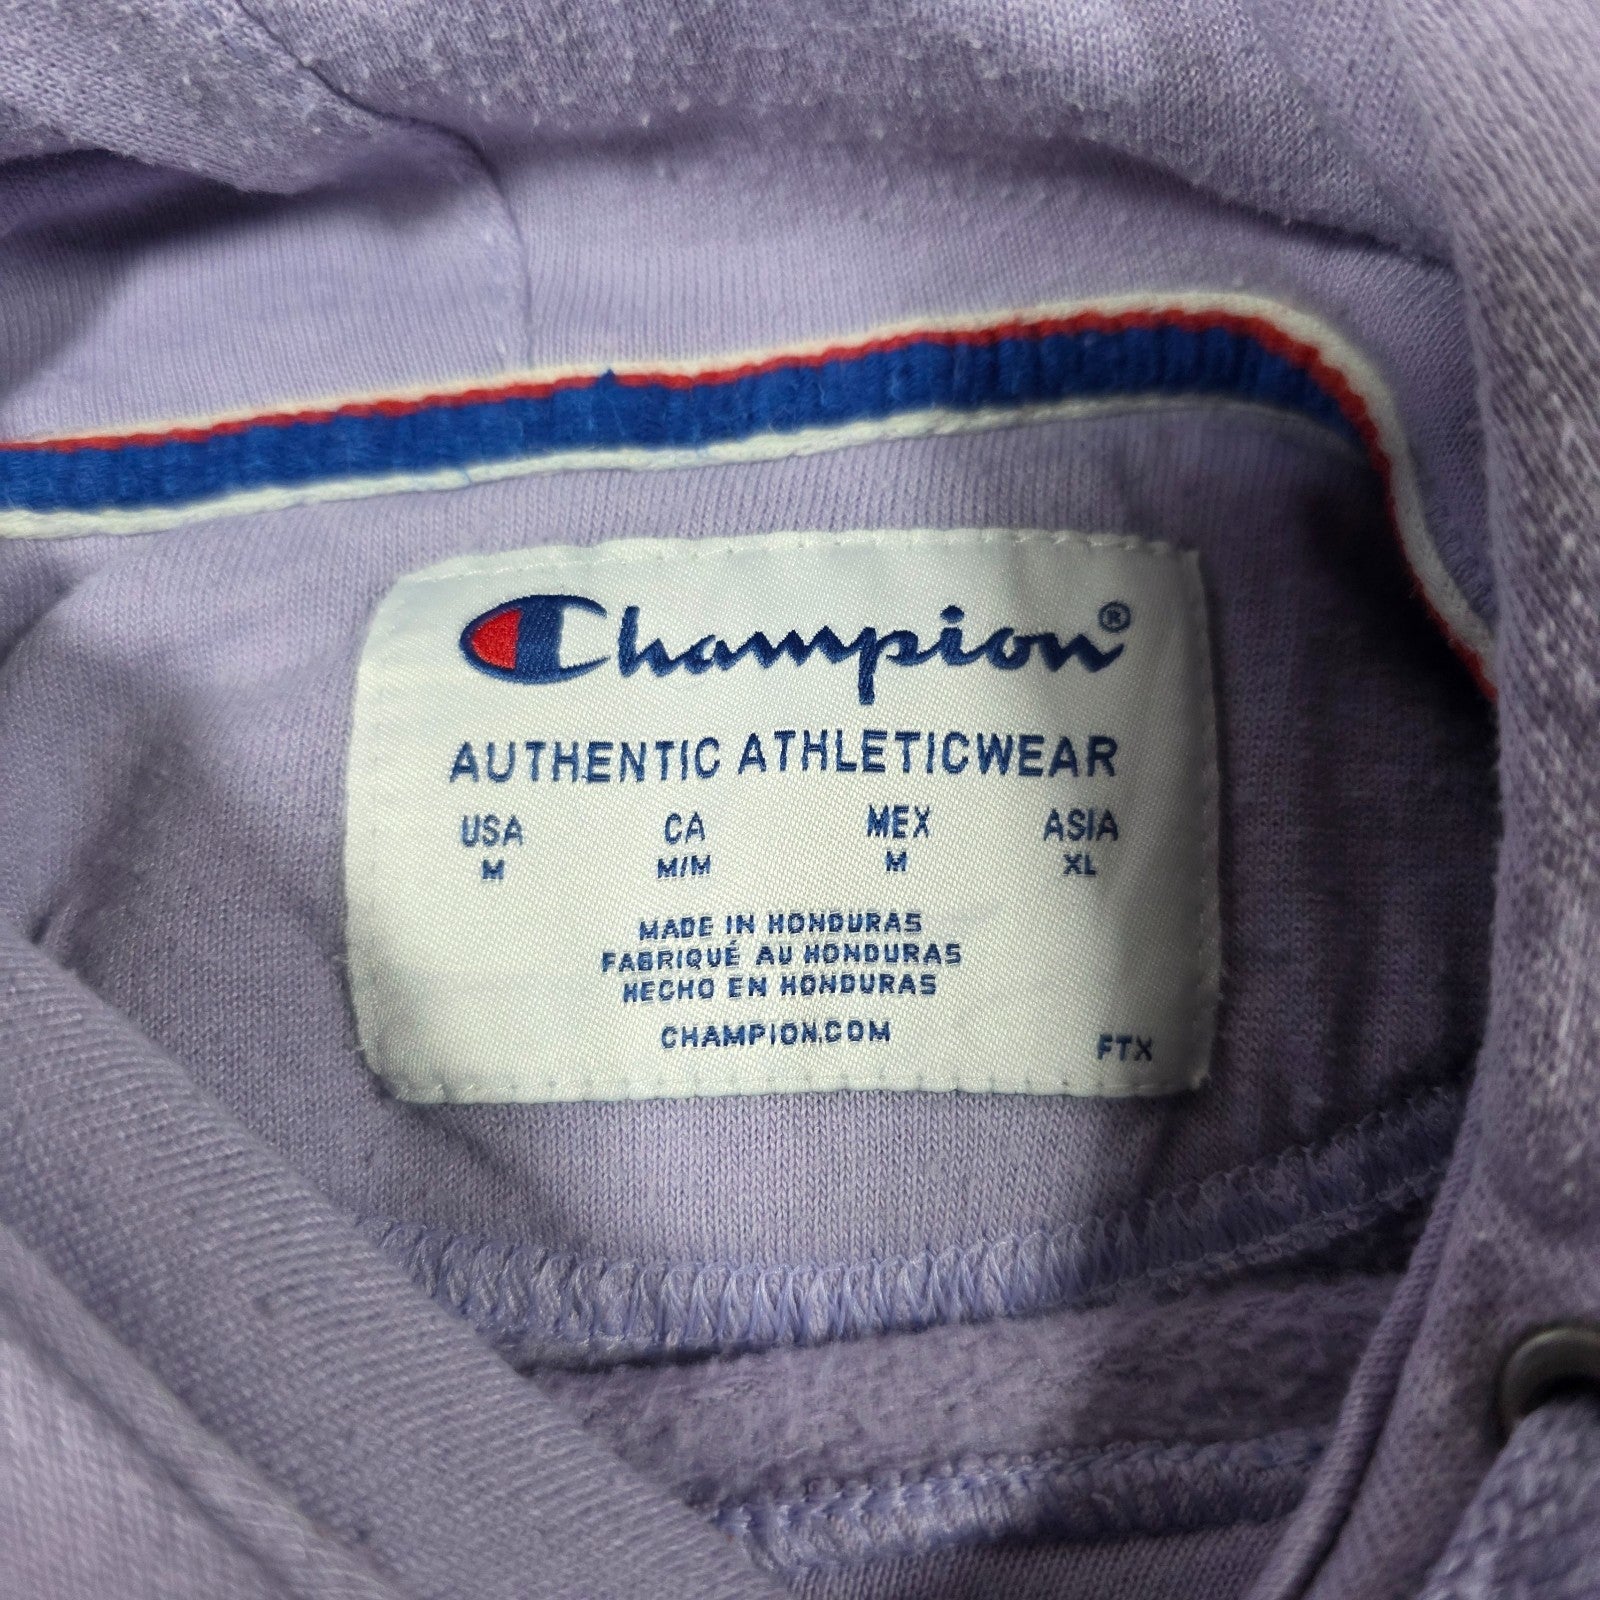 Champion®
AUTHENTIC ATHLETICWEAR
USA CA MEX ASIA
M M/M M XL
MADE IN HONDURAS
FABRIQUÉ AU HONDURAS
HECHO EN HONDURAS
CHAMPION.COM
FTX